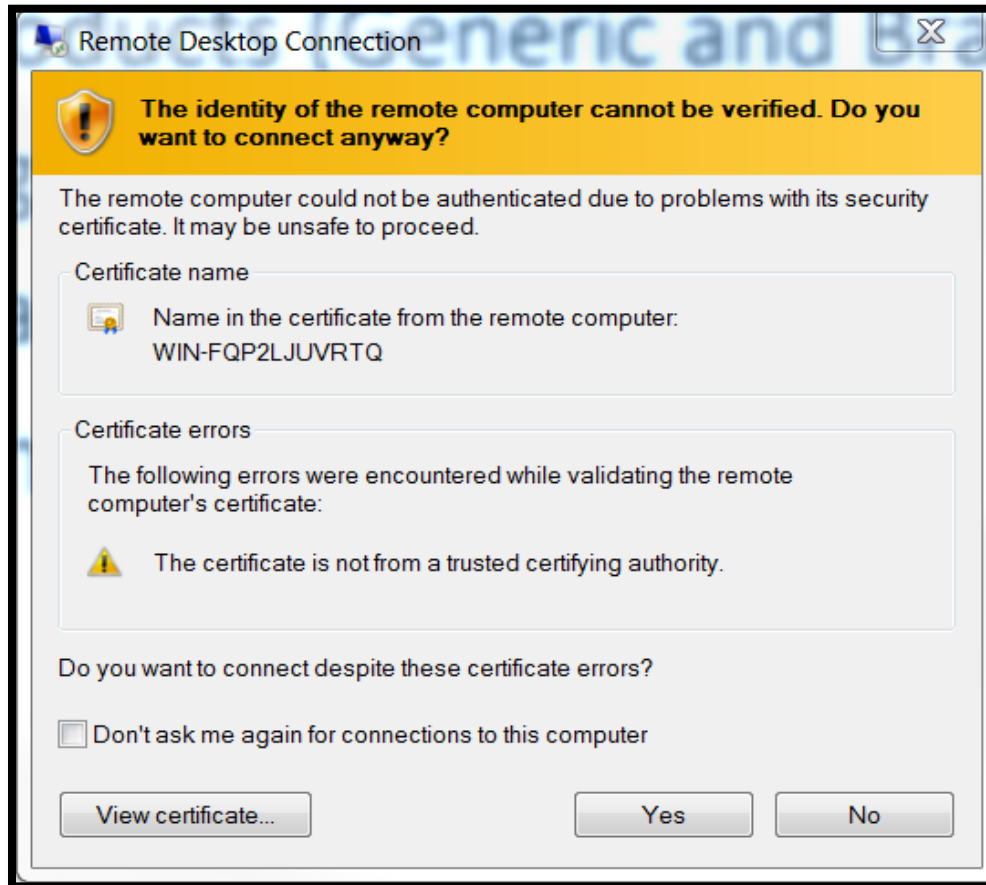 oducts (Generic and Bra
Remote Desktop Connection
The identity of the remote computer cannot be verified. Do you
want to connect anyway?
The remote computer could not be authenticated due to problems with its security
certificate. It may be unsafe to proceed.
Certificate name
Name in the certificate from the remote computer:
WIN-FQP2LJUVRTQ
Certificate errors
The following errors were encountered while validating the remote
computer's certificate:
The certificate is not from a trusted certifying authority.
Do you want to connect despite these certificate errors?
Don't ask me again for connections to this computer
View certificate...
Yes
No